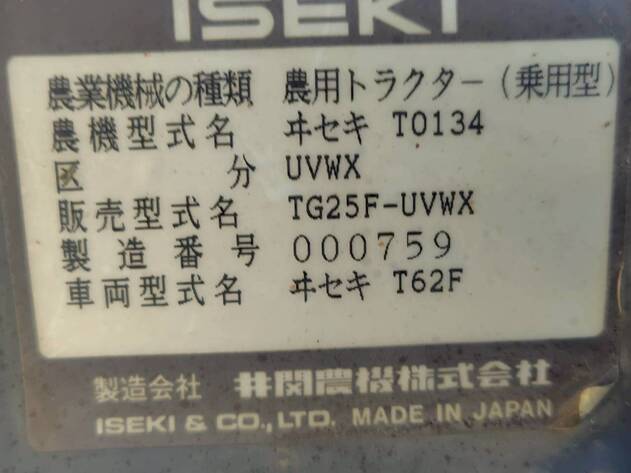 ISEKI
農業機械の種類 農用トラクター(乗用型)
農機型式名 ヰセキ T0134
区分 UVWX
販売型式名 TG25F-UVWX
製造番号 000759
車両型式名 ヰセキ T62F
製造会社 井関農機株式会社
ISEKI & CO.,LTD. MADE IN JAPAN